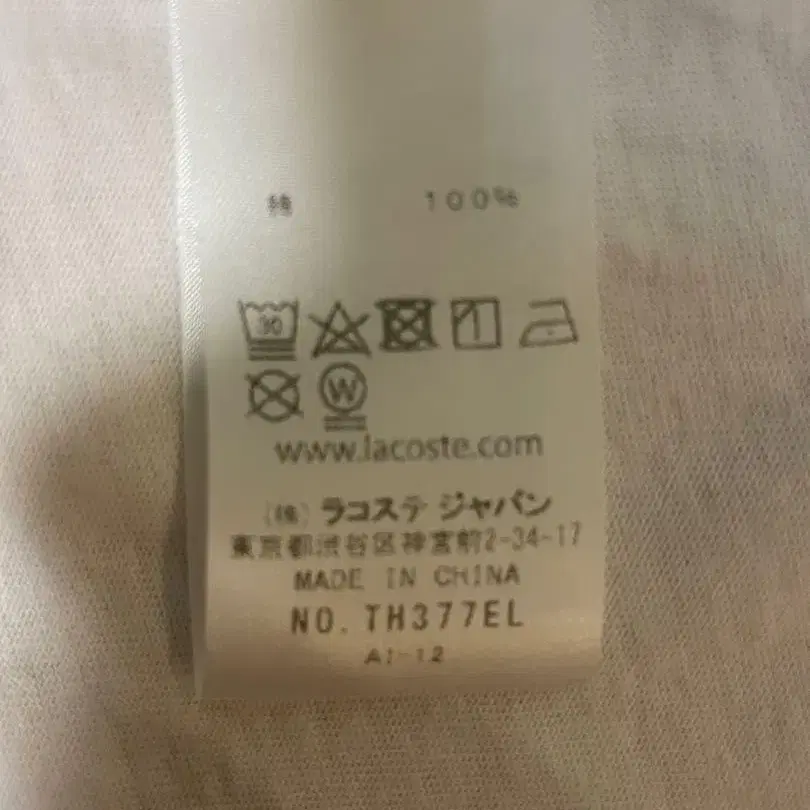 綿 100%
30
W
www.lacoste.com
(株) ラコステ ジャパン
東京都渋谷区神宮前2-34-17
MADE IN CHINA
NO. TH377EL
A1-12